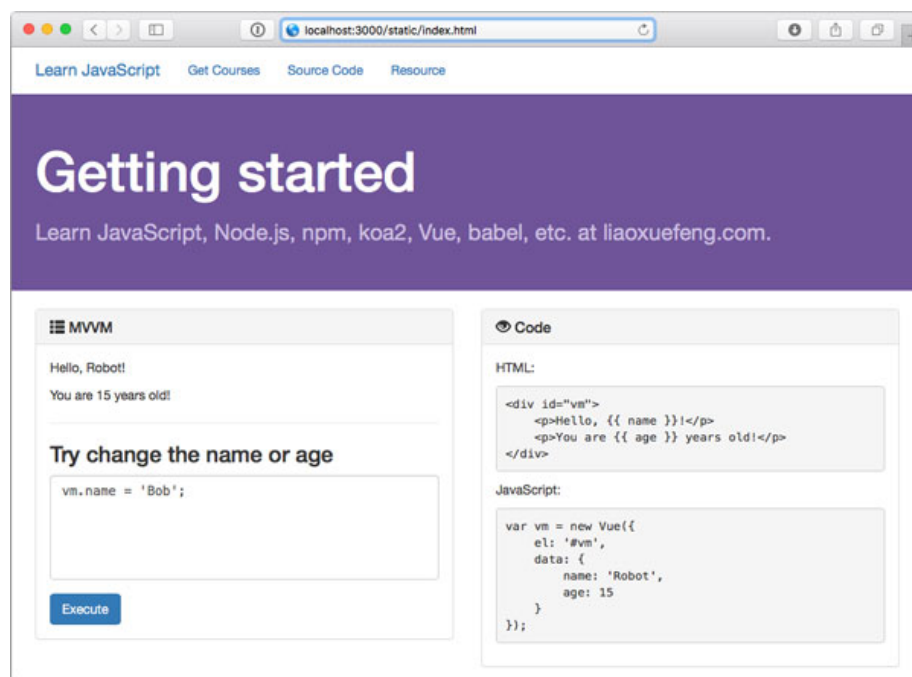 localhost:3000/static/index.html
Learn JavaScript Get Courses Source Code Resource
Getting started
Learn JavaScript, Node.js, npm, koa2, Vue, babel, etc. at liaoxuefeng.com.
MVVM
Hello, Robot!
You are 15 years old!
Try change the name or age
vm.name = 'Bob';
Execute
Code
HTML:
<div id="vm">
    <p>Hello, {{ name }}!</p>
    <p>You are {{ age }} years old!</p>
</div>
JavaScript:
var vm = new Vue({
    el: '#vm',
    data: {
        name: 'Robot',
        age: 15
    }
});